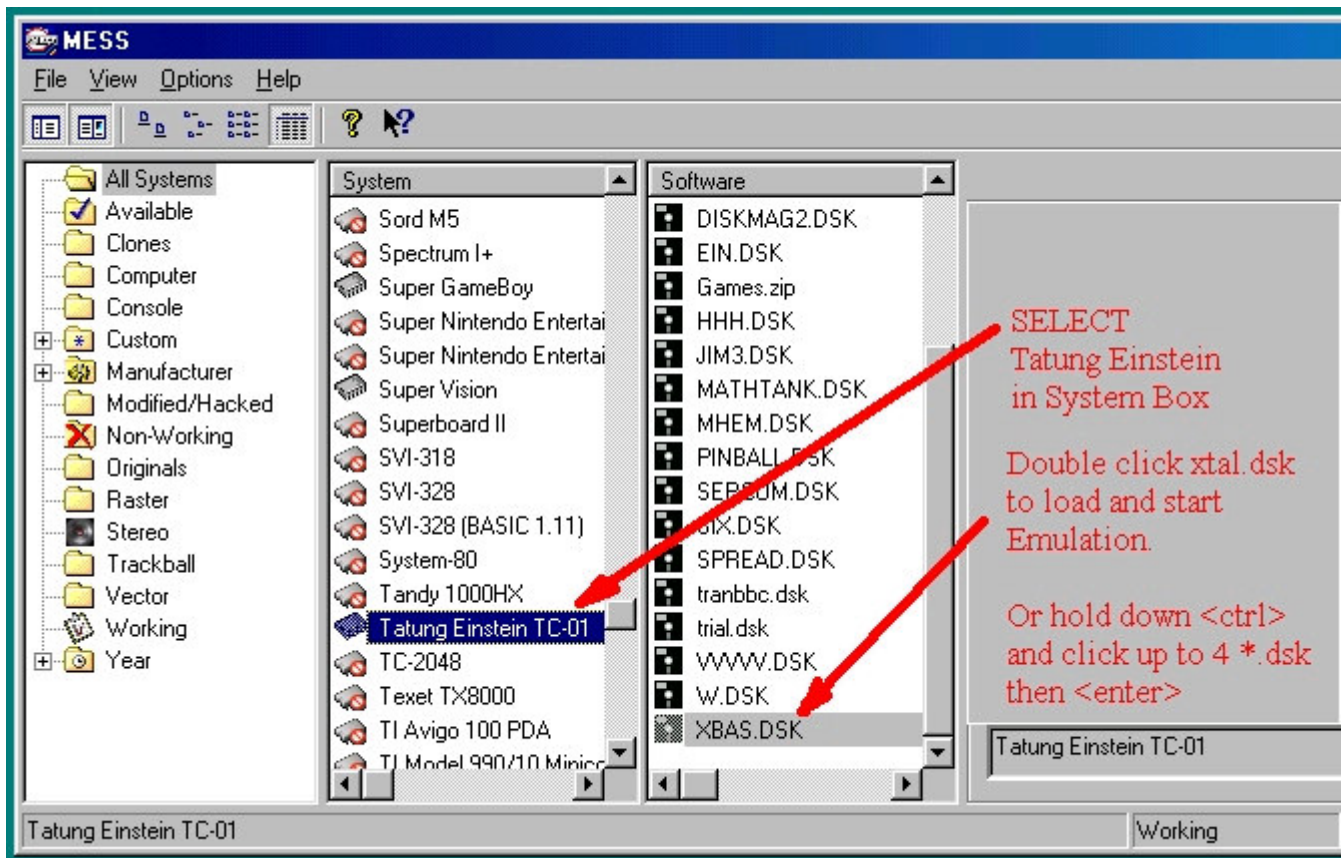 MESS
File View Options Help
All Systems
Available
Clones
Computer
Console
Custom
Manufacturer
Modified/Hacked
Non-Working
Originals
Raster
Stereo
Trackball
Vector
Working
Year
System
Sord M5
Spectrum I+
Super GameBoy
Super Nintendo Entertai
Super Nintendo Entertai
Super Vision
Superboard II
SVI-318
SVI-328
SVI-328 (BASIC 1.11)
System-80
Tandy 1000HX
Tatung Einstein TC-01
TC-2048
Texet TX8000
TI Avigo 100 PDA
TI Model 990/10 Minico
Software
DISKMAG2.DSK
EIN.DSK
Games.zip
HHH.DSK
JIM3.DSK
MATHTANK.DSK
MHEM.DSK
PINBALL.DSK
SERCOM.DSK
SIX.DSK
SPREAD.DSK
tranbbc.dsk
trial.dsk
VVVVV.DSK
W.DSK
XBAS.DSK
SELECT
Tatung Einstein
in System Box
Double click xtal.dsk
to load and start
Emulation.
Or hold down <ctrl>
and click up to 4 *.dsk
then <enter>
Tatung Einstein TC-01
Tatung Einstein TC-01
Working